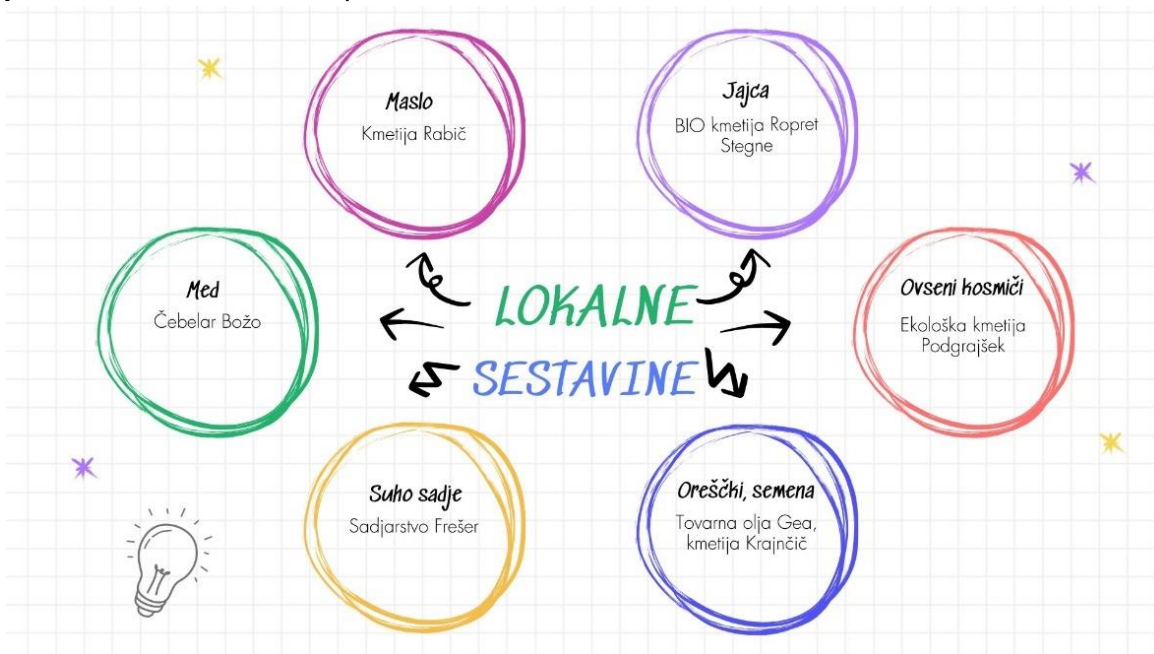 Maslo
Kmetija Rabič
Jajca
BIO kmetija Ropret
Stegne
Med
Čebelar Božo
LOKALNE
SESTAVINE
Ovseni kosmiči
Ekološka kmetija
Podgrajšek
Suho sadje
Sadjarstvo Frešer
Oreščki, semena
Tovarna olja Gea,
kmetija Krajnčič